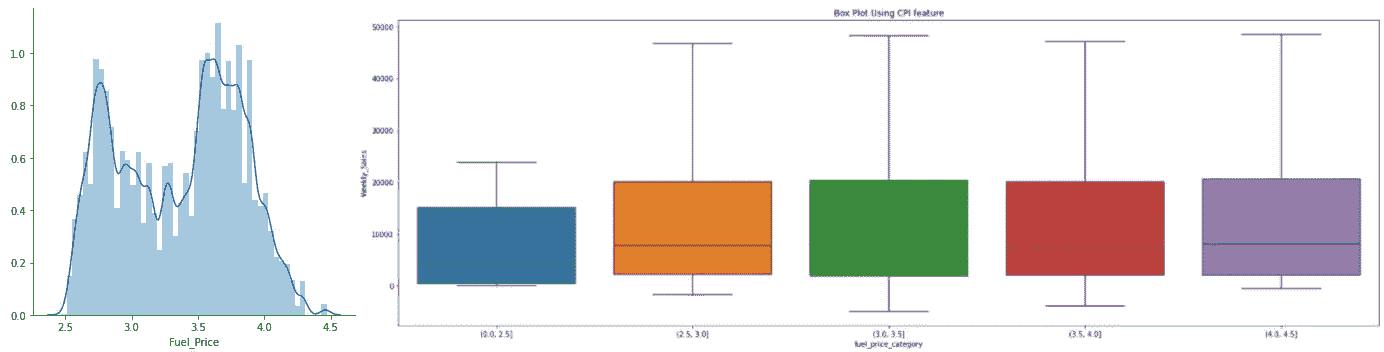 Box Plot Using CPI feature
1.0
0.8
0.6
0.4
0.2
0.0
2.5 3.0 3.5 4.0 4.5
Fuel_Price
50000
40000
30000
20000
10000
0
Weekly_Sales
(0.0, 2.5] (2.5, 3.0] (3.0, 3.5] (3.5, 4.0] (4.0, 4.5]
fuel_price_category